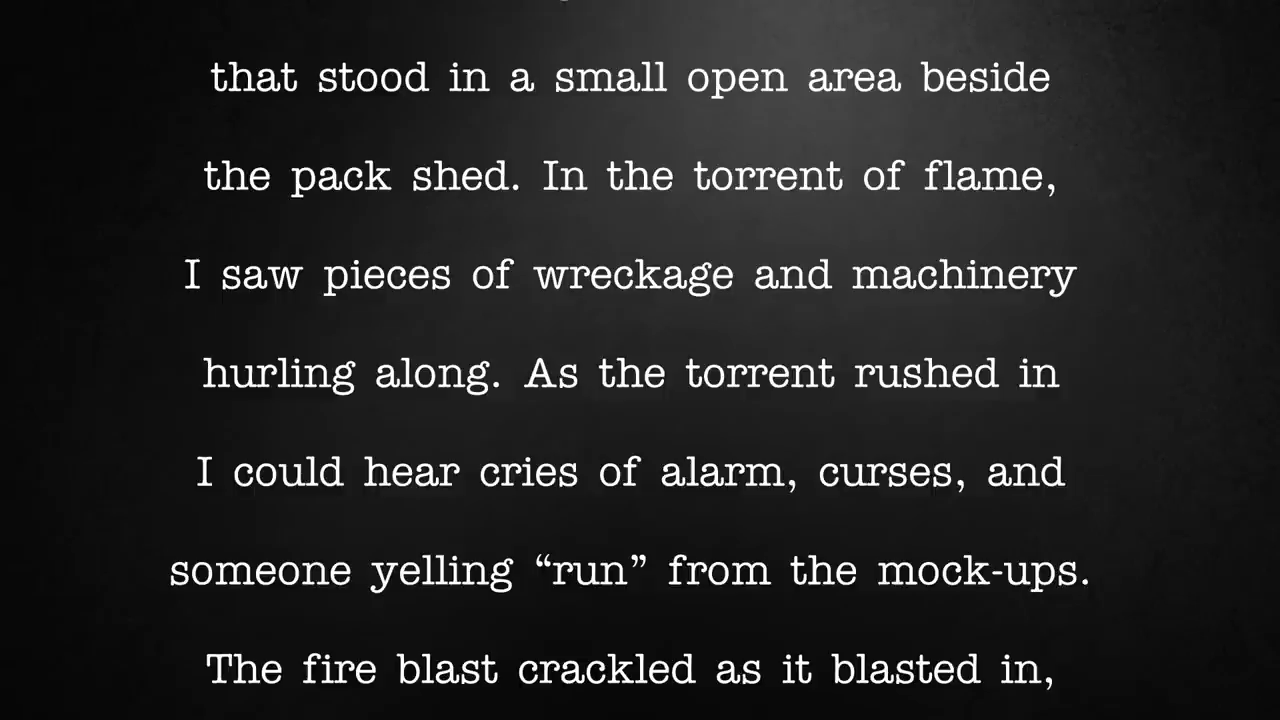 that stood in a small open area beside
the pack shed. In the torrent of flame,
I saw pieces of wreckage and machinery
hurling along. As the torrent rushed in
I could hear cries of alarm, curses, and
someone yelling “run” from the mock-ups.
The fire blast crackled as it blasted in,